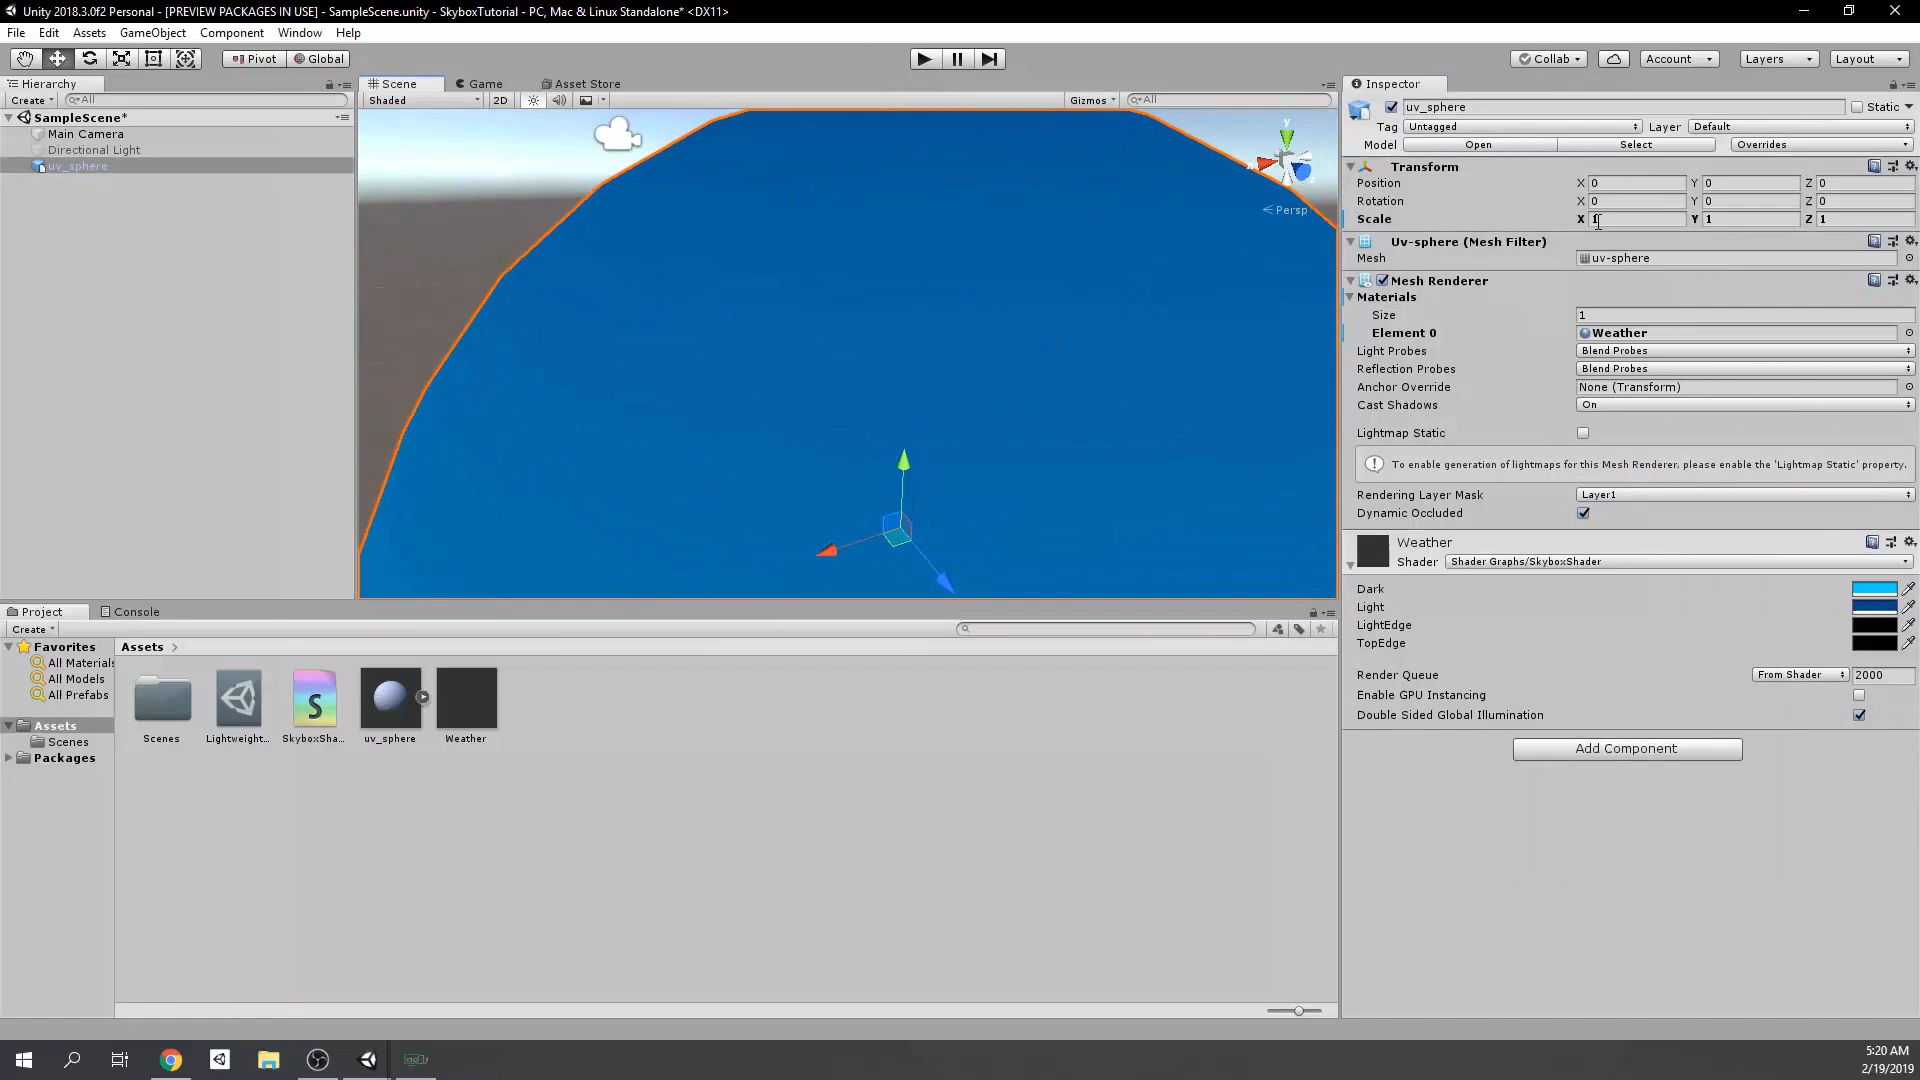 Unity 2018.3.0f2 Personal - [PREVIEW PACKAGES IN USE] - SampleScene.unity - SkyboxTutorial - PC, Mac & Linux Standalone* <DX11>
File Edit Assets GameObject Component Window Help
Pivot Global Collab Account Layers Layout
Hierarchy
Create All
SampleScene*
Main Camera
Directional Light
uv_sphere
Scene Game Asset Store
Shaded 2D Gizmos All
y
Persp
Inspector
uv_sphere Static
Tag Untagged Layer Default
Model Open Select Overrides
Transform
Position X 0 Y 0 Z 0
Rotation X 0 Y 0 Z 0
Scale X 1 Y 1 Z 1
Uv-sphere (Mesh Filter)
Mesh uv-sphere
Mesh Renderer
Materials
Size 1
Element 0 Weather
Light Probes Blend Probes
Reflection Probes Blend Probes
Anchor Override None (Transform)
Cast Shadows On
Lightmap Static
To enable generation of lightmaps for this Mesh Renderer, please enable the 'Lightmap Static' property.
Rendering Layer Mask Layer1
Dynamic Occluded
Weather
Shader Shader Graphs/SkyboxShader
Dark
Light
LightEdge
TopEdge
Render Queue From Shader 2000
Enable GPU Instancing
Double Sided Global Illumination
Add Component
Project Console
Create
Favorites
All Materials
All Models
All Prefabs
Assets
Scenes
Packages
Assets
Scenes Lightweight... SkyboxSha... uv_sphere Weather
5:20 AM
2/19/2019